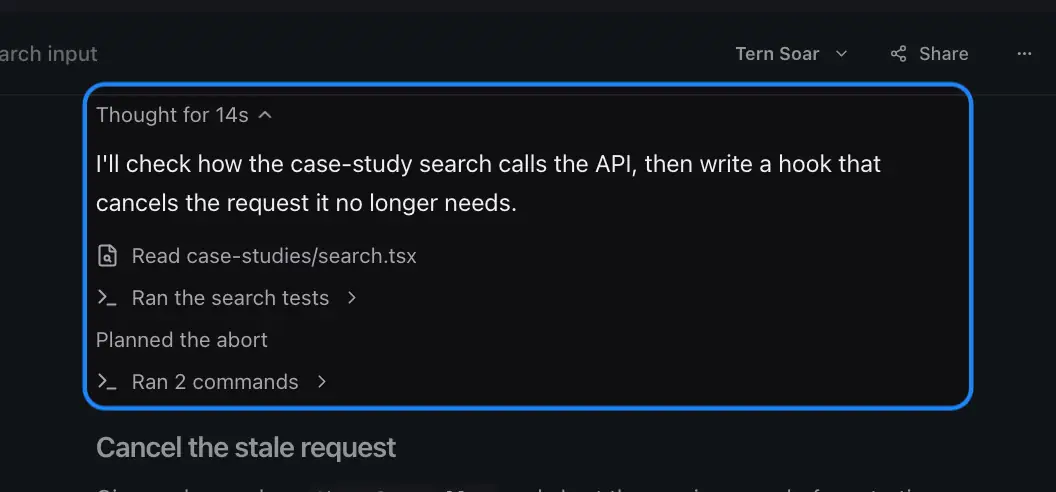 arch input
Tern Soar
Share
Thought for 14s
I'll check how the case-study search calls the API, then write a hook that
cancels the request it no longer needs.
Read case-studies/search.tsx
Ran the search tests
Planned the abort
Ran 2 commands
Cancel the stale request